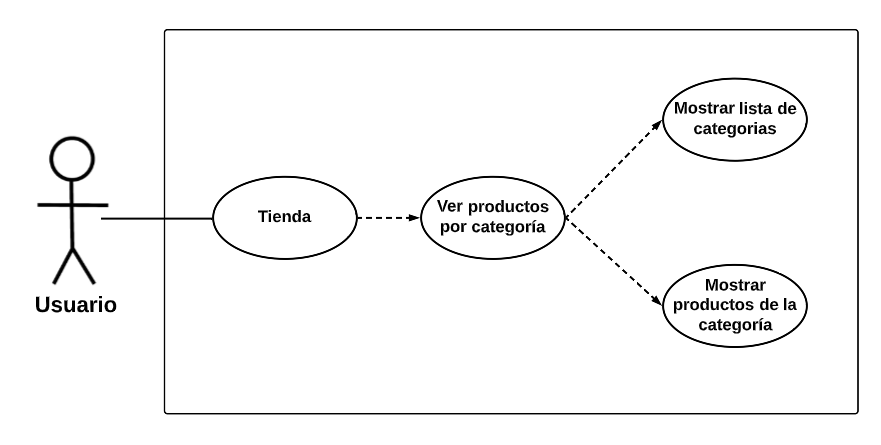 Mostrar lista de
categorias
Tienda
Ver productos
por categoría
Mostrar
productos de la
categoría
Usuario